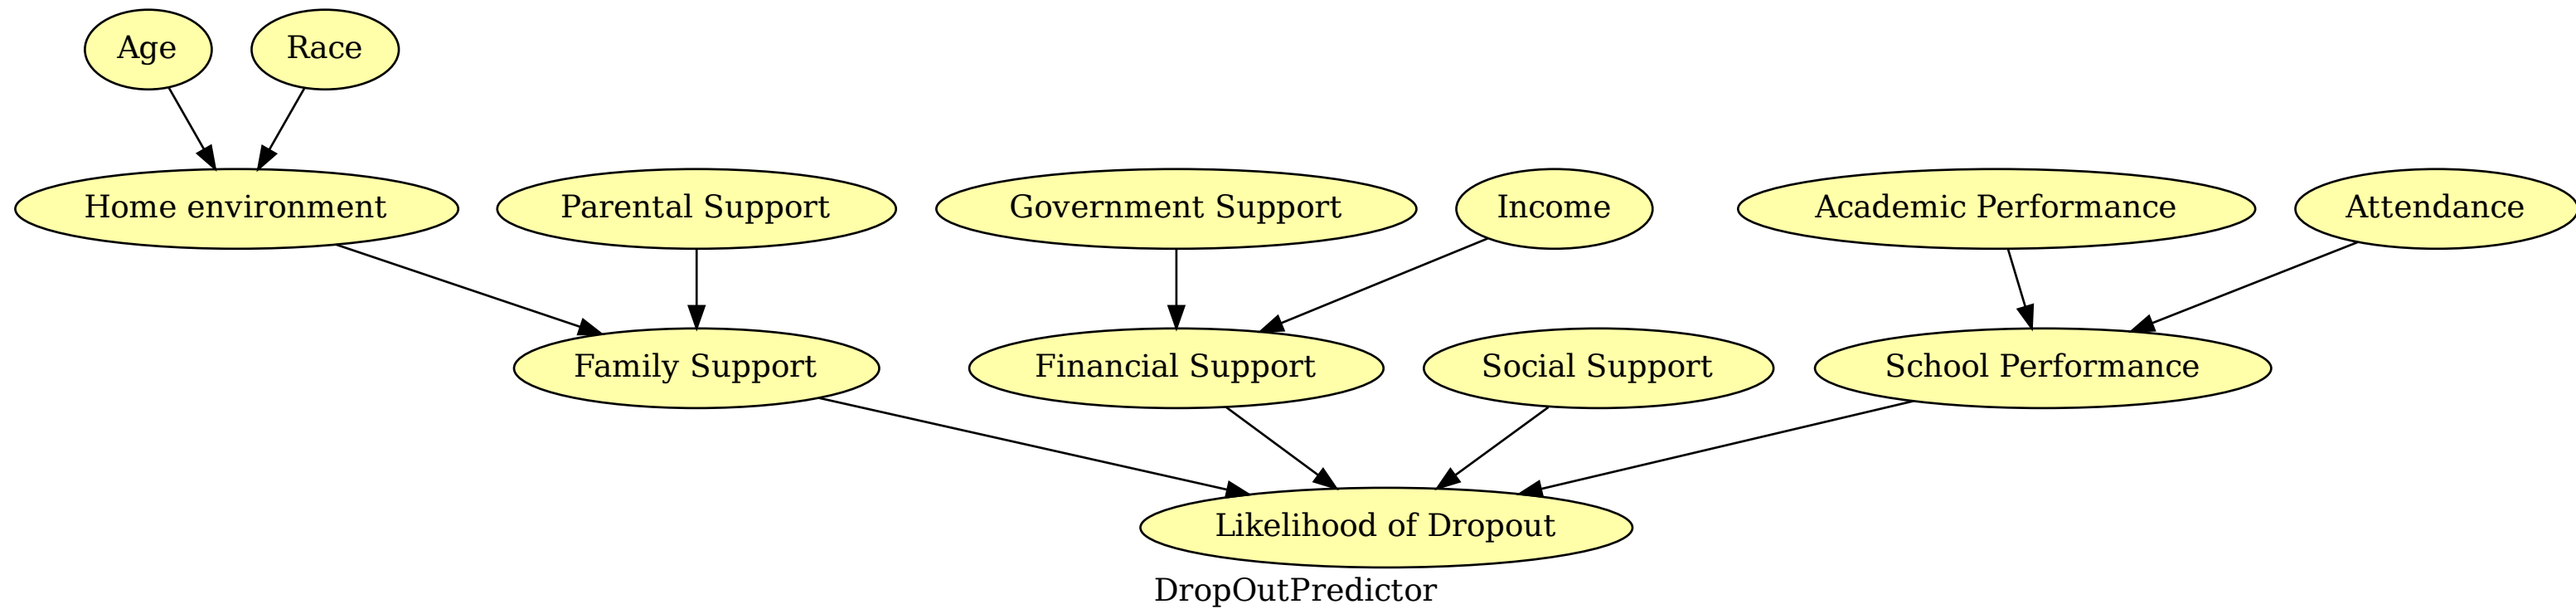 Age
Race
Home environment
Parental Support
Government Support
Income
Academic Performance
Attendance
Family Support
Financial Support
Social Support
School Performance
Likelihood of Dropout
DropOutPredictor